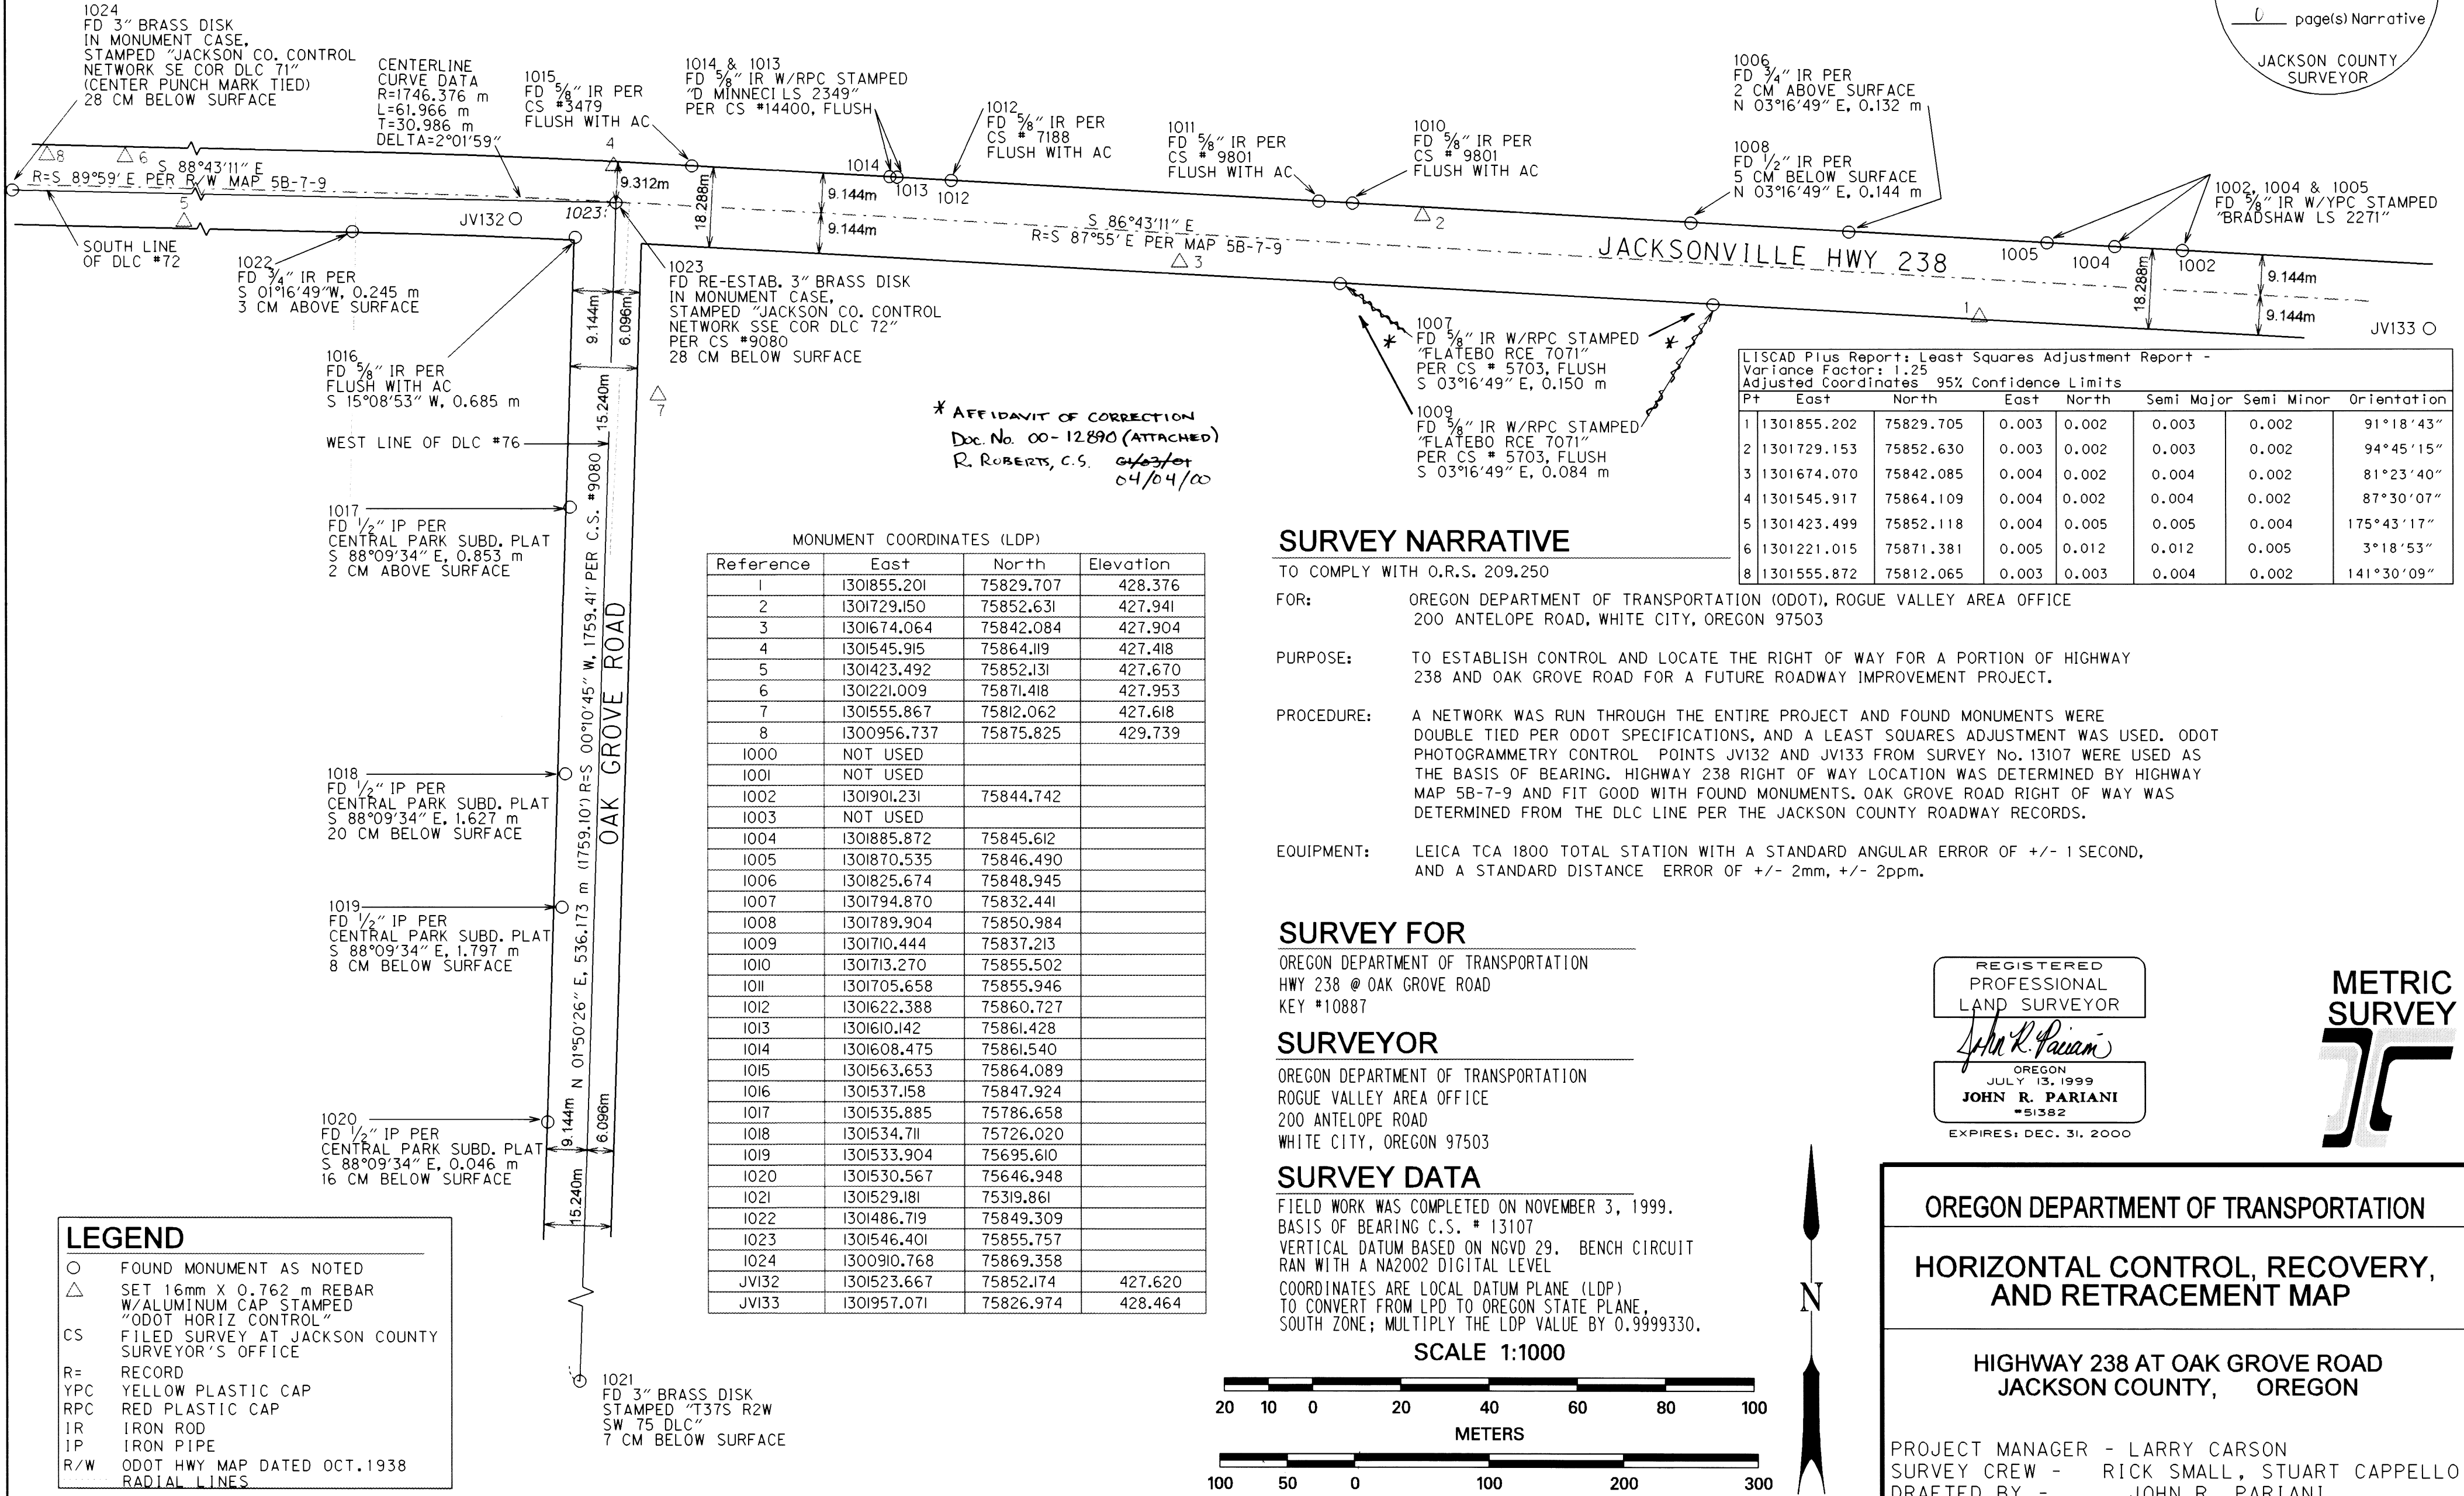 1024
FD 3" BRASS DISK
IN MONUMENT CASE,
STAMPED "JACKSON CO. CONTROL
NETWORK SE COR DLC 71"
(CENTER PUNCH MARK TIED)
28 CM BELOW SURFACE
CENTERLINE
CURVE DATA
R=1746.376 m
L=61.966 m
T=30.986 m
DELTA=2°01'59"
1015
FD 5/8" IR PER
CS #3479
FLUSH WITH AC
1014 & 1013
FD 5/8" IR W/RPC STAMPED
"D MINNECI LS 2349"
PER CS #14400, FLUSH
1012
FD 5/8" IR PER
CS # 7188
FLUSH WITH AC
1011
FD 5/8" IR PER
CS # 9801
FLUSH WITH AC
1010
FD 5/8" IR PER
CS # 9801
FLUSH WITH AC
1006
FD 3/4" IR PER
2 CM ABOVE SURFACE
N 03°16'49" E, 0.132 m
1008
FD 1/2" IR PER
5 CM BELOW SURFACE
N 03°16'49" E, 0.144 m
1002, 1004 & 1005
FD 5/8" IR W/YPC STAMPED
"BRADSHAW LS 2271"
page(s) Narrative
JACKSON COUNTY
SURVEYOR
8
6
S 88°43'11" E
R=S 89°59' E PER R/W MAP 5B-7-9
5
4
JV132
1023
9.312m
18.288m
1014
1013
1012
9.144m
9.144m
S 86°43'11" E
R=S 87°55' E PER MAP 5B-7-9
2
3
JACKSONVILLE HWY 238
1005
1004
1002
1
18.288m
9.144m
9.144m
JV133
SOUTH LINE
OF DLC #72
1022
FD 3/4" IR PER
S 01°16'49"W, 0.245 m
3 CM ABOVE SURFACE
1023
FD RE-ESTAB. 3" BRASS DISK
IN MONUMENT CASE,
STAMPED "JACKSON CO. CONTROL
NETWORK SSE COR DLC 72"
PER CS #9080
28 CM BELOW SURFACE
9.144m
6.096m
15.240m
7
1016
FD 5/8" IR PER
FLUSH WITH AC
S 15°08'53" W, 0.685 m
WEST LINE OF DLC #76
1007
FD 5/8" IR W/RPC STAMPED
"FLATEBO RCE 7071"
PER CS # 5703, FLUSH
S 03°16'49" E, 0.150 m
*
*
1009
FD 5/8" IR W/RPC STAMPED
"FLATEBO RCE 7071"
PER CS # 5703, FLUSH
S 03°16'49" E, 0.084 m
* AFFIDAVIT OF CORRECTION
Doc. No. 00-12890 (ATTACHED)
R. ROBERTS, C.S. 01/03/01
04/04/00
LISCAD Plus Report: Least Squares Adjustment Report -
Variance Factor: 1.25
Adjusted Coordinates 95% Confidence Limits
Pt East North East North Semi Major Semi Minor Orientation
1 1301855.202 75829.705 0.003 0.002 0.003 0.002 91°18'43"
2 1301729.153 75852.630 0.003 0.002 0.003 0.002 94°45'15"
3 1301674.070 75842.085 0.004 0.002 0.004 0.002 81°23'40"
4 1301545.917 75864.109 0.004 0.002 0.004 0.002 87°30'07"
5 1301423.499 75852.118 0.004 0.005 0.005 0.004 175°43'17"
6 1301221.015 75871.381 0.005 0.012 0.012 0.005 3°18'53"
8 1301555.872 75812.065 0.003 0.003 0.004 0.002 141°30'09"
1017
FD 1/2" IP PER
CENTRAL PARK SUBD. PLAT
S 88°09'34" E, 0.853 m
2 CM ABOVE SURFACE
1018
FD 1/2" IP PER
CENTRAL PARK SUBD. PLAT
S 88°09'34" E, 1.627 m
20 CM BELOW SURFACE
1019
FD 1/2" IP PER
CENTRAL PARK SUBD. PLAT
S 88°09'34" E, 1.797 m
8 CM BELOW SURFACE
1020
FD 1/2" IP PER
CENTRAL PARK SUBD. PLAT
S 88°09'34" E, 0.046 m
16 CM BELOW SURFACE
N 01°50'26" E, 536.173 m (1759.10') R=S 00°10'45" W, 1759.41' PER C.S. #9080
OAK GROVE ROAD
9.144m
6.096m
15.240m
1021
FD 3" BRASS DISK
STAMPED "T37S R2W
SW 75 DLC"
7 CM BELOW SURFACE
MONUMENT COORDINATES (LDP)
Reference East North Elevation
1 1301855.201 75829.707 428.376
2 1301729.150 75852.631 427.941
3 1301674.064 75842.084 427.904
4 1301545.915 75864.119 427.418
5 1301423.492 75852.131 427.670
6 1301221.009 75871.418 427.953
7 1301555.867 75812.062 427.618
8 1300956.737 75875.825 429.739
1000 NOT USED
1001 NOT USED
1002 1301901.231 75844.742
1003 NOT USED
1004 1301885.872 75845.612
1005 1301870.535 75846.490
1006 1301825.674 75848.945
1007 1301794.870 75832.441
1008 1301789.904 75850.984
1009 1301710.444 75837.213
1010 1301713.270 75855.502
1011 1301705.658 75855.946
1012 1301622.388 75860.727
1013 1301610.142 75861.428
1014 1301608.475 75861.540
1015 1301563.653 75864.089
1016 1301537.158 75847.924
1017 1301535.885 75786.658
1018 1301534.711 75726.020
1019 1301533.904 75695.610
1020 1301530.567 75646.948
1021 1301529.181 75319.861
1022 1301486.719 75849.309
1023 1301546.401 75855.757
1024 1300910.768 75869.358
JV132 1301523.667 75852.174 427.620
JV133 1301957.071 75826.974 428.464
SURVEY NARRATIVE
TO COMPLY WITH O.R.S. 209.250
FOR: OREGON DEPARTMENT OF TRANSPORTATION (ODOT), ROGUE VALLEY AREA OFFICE
200 ANTELOPE ROAD, WHITE CITY, OREGON 97503
PURPOSE: TO ESTABLISH CONTROL AND LOCATE THE RIGHT OF WAY FOR A PORTION OF HIGHWAY
238 AND OAK GROVE ROAD FOR A FUTURE ROADWAY IMPROVEMENT PROJECT.
PROCEDURE: A NETWORK WAS RUN THROUGH THE ENTIRE PROJECT AND FOUND MONUMENTS WERE
DOUBLE TIED PER ODOT SPECIFICATIONS, AND A LEAST SQUARES ADJUSTMENT WAS USED. ODOT
PHOTOGRAMMETRY CONTROL POINTS JV132 AND JV133 FROM SURVEY No. 13107 WERE USED AS
THE BASIS OF BEARING. HIGHWAY 238 RIGHT OF WAY LOCATION WAS DETERMINED BY HIGHWAY
MAP 5B-7-9 AND FIT GOOD WITH FOUND MONUMENTS. OAK GROVE ROAD RIGHT OF WAY WAS
DETERMINED FROM THE DLC LINE PER THE JACKSON COUNTY ROADWAY RECORDS.
EQUIPMENT: LEICA TCA 1800 TOTAL STATION WITH A STANDARD ANGULAR ERROR OF +/- 1 SECOND,
AND A STANDARD DISTANCE ERROR OF +/- 2mm, +/- 2ppm.
SURVEY FOR
OREGON DEPARTMENT OF TRANSPORTATION
HWY 238 @ OAK GROVE ROAD
KEY #10887
SURVEYOR
OREGON DEPARTMENT OF TRANSPORTATION
ROGUE VALLEY AREA OFFICE
200 ANTELOPE ROAD
WHITE CITY, OREGON 97503
SURVEY DATA
FIELD WORK WAS COMPLETED ON NOVEMBER 3, 1999.
BASIS OF BEARING C.S. # 13107
VERTICAL DATUM BASED ON NGVD 29. BENCH CIRCUIT
RAN WITH A NA2002 DIGITAL LEVEL
COORDINATES ARE LOCAL DATUM PLANE (LDP)
TO CONVERT FROM LPD TO OREGON STATE PLANE,
SOUTH ZONE; MULTIPLY THE LDP VALUE BY 0.9999330.
SCALE 1:1000
20 10 0 20 40 60 80 100
METERS
100 50 0 100 200 300
N
REGISTERED
PROFESSIONAL
LAND SURVEYOR
John R. Pariani
OREGON
JULY 13, 1999
JOHN R. PARIANI
#51382
EXPIRES: DEC. 31, 2000
METRIC
SURVEY
OREGON DEPARTMENT OF TRANSPORTATION
HORIZONTAL CONTROL, RECOVERY,
AND RETRACEMENT MAP
HIGHWAY 238 AT OAK GROVE ROAD
JACKSON COUNTY, OREGON
PROJECT MANAGER - LARRY CARSON
SURVEY CREW - RICK SMALL, STUART CAPPELLO
DRAFTED BY - JOHN R. PARIANI
LEGEND
FOUND MONUMENT AS NOTED
SET 16mm X 0.762 m REBAR
W/ALUMINUM CAP STAMPED
"ODOT HORIZ CONTROL"
CS FILED SURVEY AT JACKSON COUNTY
SURVEYOR'S OFFICE
R= RECORD
YPC YELLOW PLASTIC CAP
RPC RED PLASTIC CAP
IR IRON ROD
IP IRON PIPE
R/W ODOT HWY MAP DATED OCT.1938
RADIAL LINES